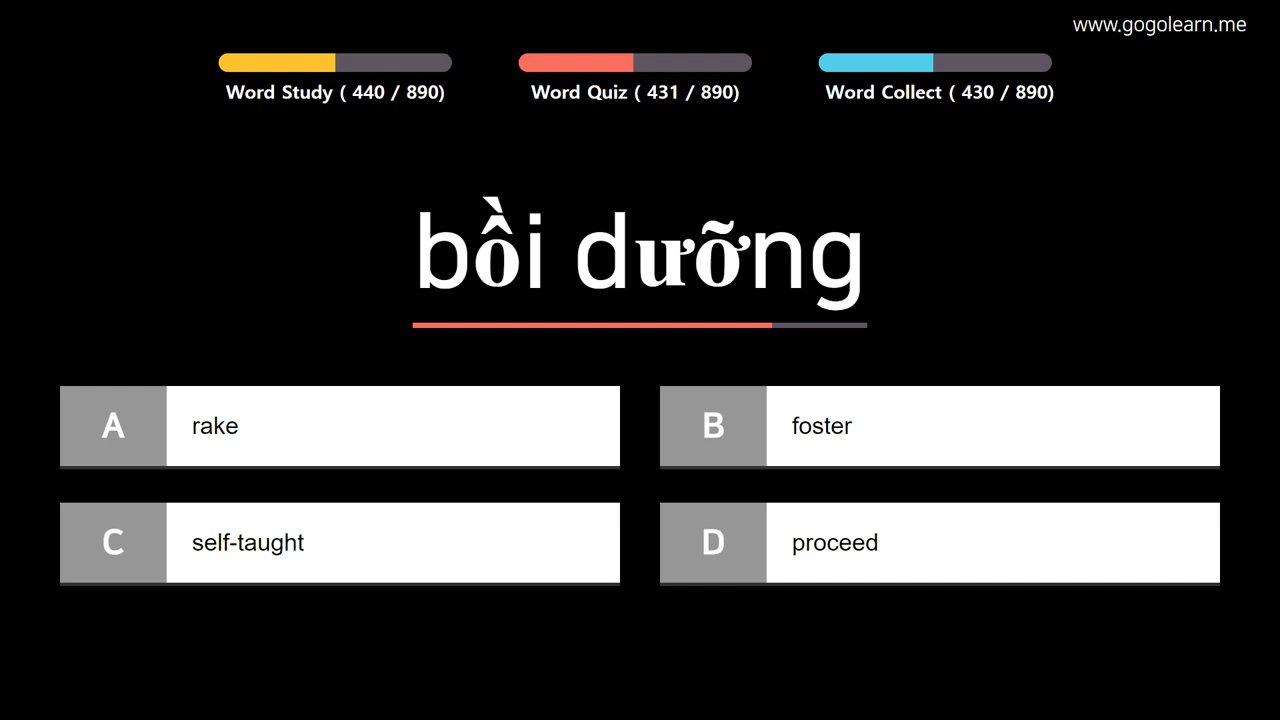 www.gogolearn.me
Word Study ( 440 / 890)
Word Quiz ( 431 / 890)
Word Collect ( 430 / 890)
bồi dưỡng
A rake
B foster
C self-taught
D proceed